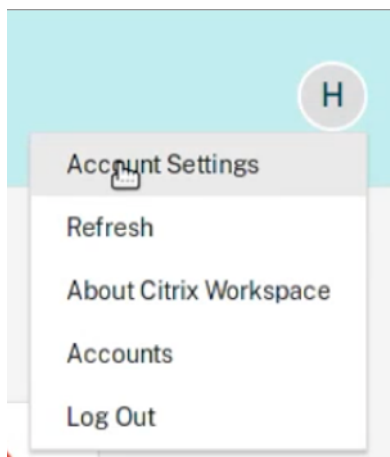 H
Account Settings
Refresh
About Citrix Workspace
Accounts
Log Out